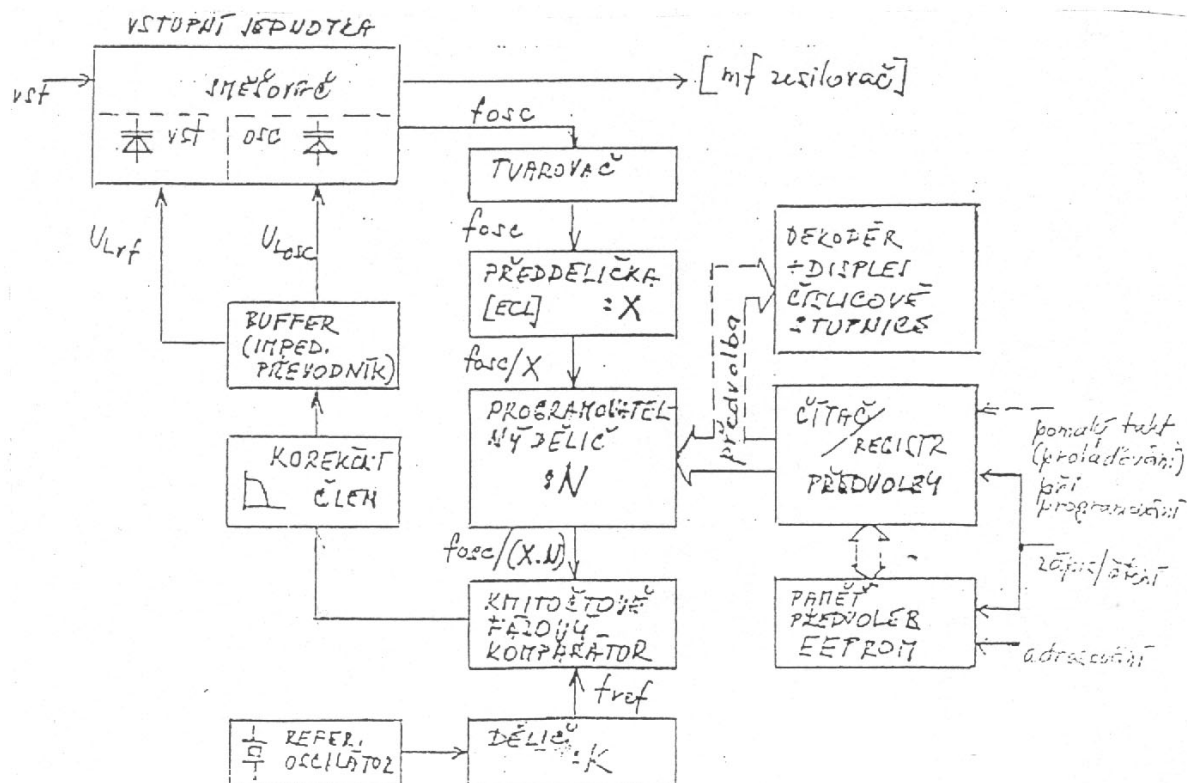 VSTUPNÍ JEDNOTKA
vst
SMĚŠOVAČ
[mf zesilovač]
vst
osc
fosc
TVAROVAČ
ULrf
ULosc
fosc
PŘEDDĚLIČKA
[ECL] :X
DEKODÉR
+DISPLEJ
ČÍSLICOVÉ
STUPNICE
předvolba
BUFFER
(IMPED.
PŘEVODNÍK)
fosc/X
PROGRAMOVATEL-
NÝ DĚLIČ
:N
ČÍTAČ/
REGISTR
PŘEDVOLBY
pomalý takt
(prolaďování)
při
programování
KOREKČNÍ
ČLEN
fosc/(X.N)
zápis/čtení
KMITOČTOVĚ
FÁZOVÝ
KOMPARÁTOR
PAMĚŤ
PŘEDVOLEB
EEPROM
adresování
fref
REFER.
OSCILÁTOR
DĚLIČ
:K